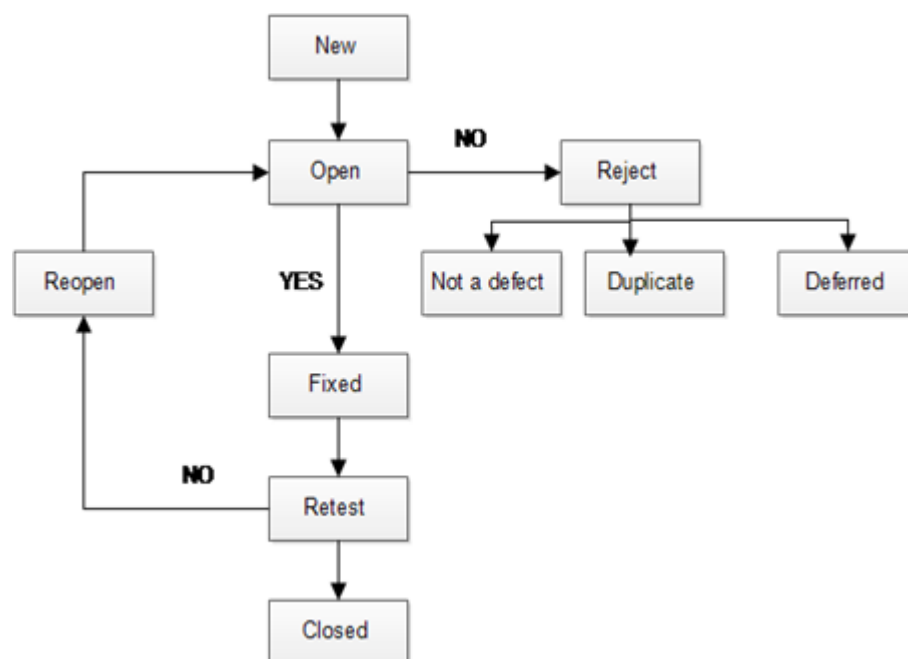 New
NO
Open
Reject
Reopen
YES
Not a defect
Duplicate
Deferred
Fixed
NO
Retest
Closed